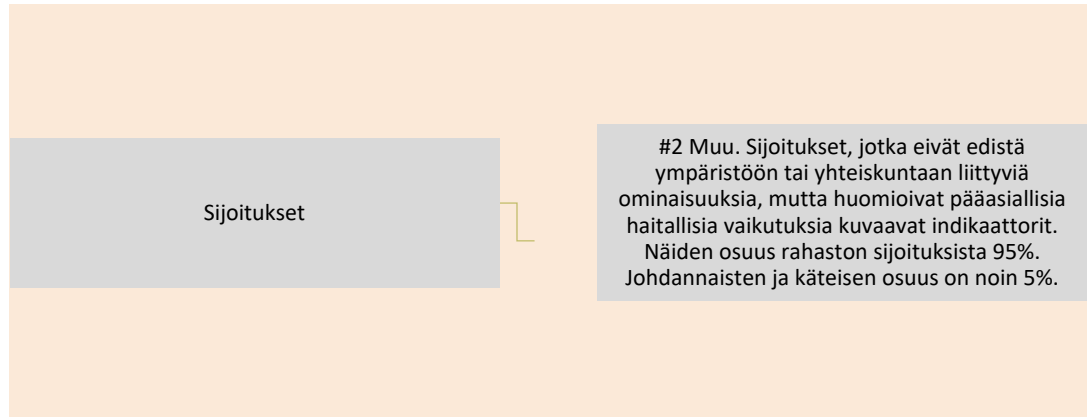 Sijoitukset
#2 Muu. Sijoitukset, jotka eivät edistä
ympäristöön tai yhteiskuntaan liittyviä
ominaisuuksia, mutta huomioivat pääasiallisia
haitallisia vaikutuksia kuvaavat indikaattorit.
Näiden osuus rahaston sijoituksista 95%.
Johdannaisten ja käteisen osuus on noin 5%.